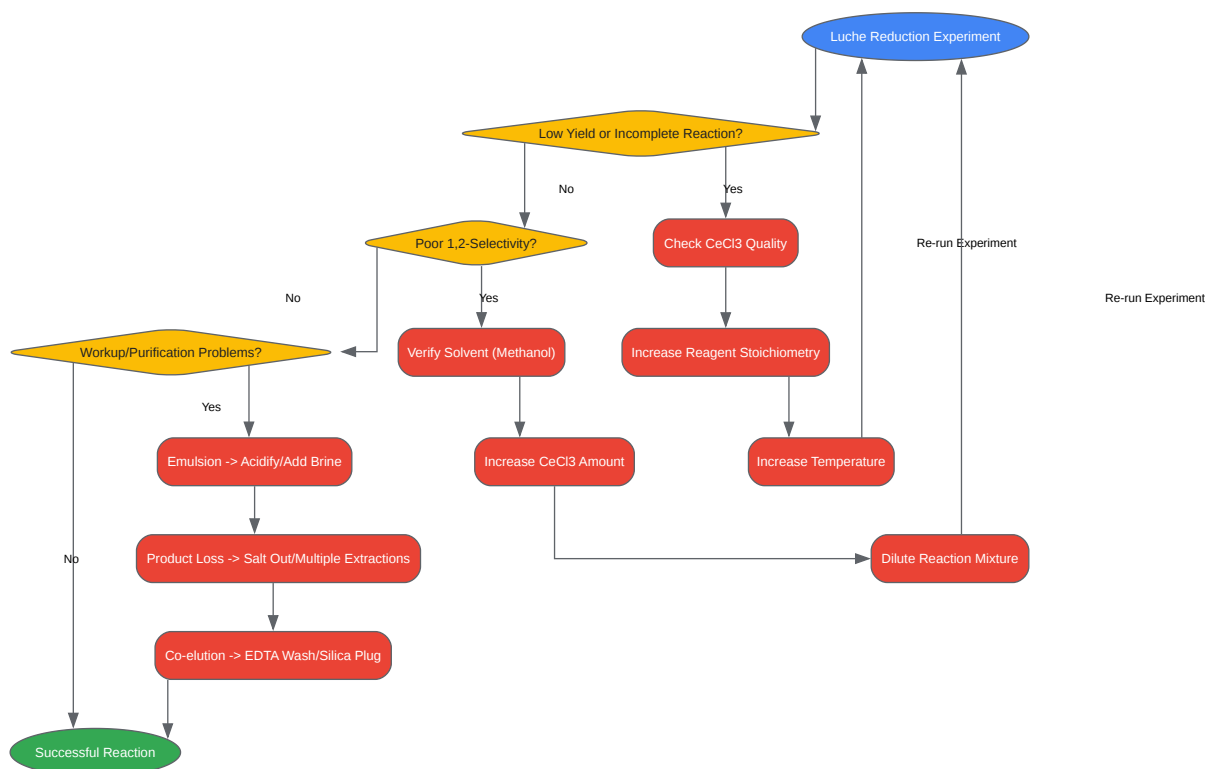 Luche Reduction Experiment
Low Yield or Incomplete Reaction?
No
Yes
Poor 1,2-Selectivity?
Check CeCl3 Quality
Re-run Experiment
No
Yes
Re-run Experiment
Workup/Purification Problems?
Verify Solvent (Methanol)
Increase Reagent Stoichiometry
Yes
Emulsion -> Acidify/Add Brine
Increase CeCl3 Amount
Increase Temperature
No
Product Loss -> Salt Out/Multiple Extractions
Dilute Reaction Mixture
Co-elution -> EDTA Wash/Silica Plug
Successful Reaction